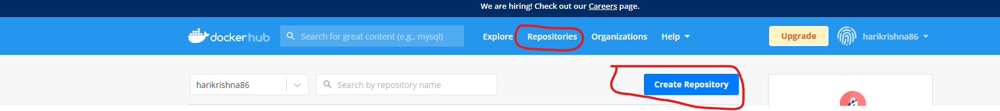 We are hiring! Check out our Careers page.
dockerhub Search for great content (e.g., mysql) Explore Repositories Organizations Help Upgrade harikrishna86
harikrishna86 Search by repository name Create Repository